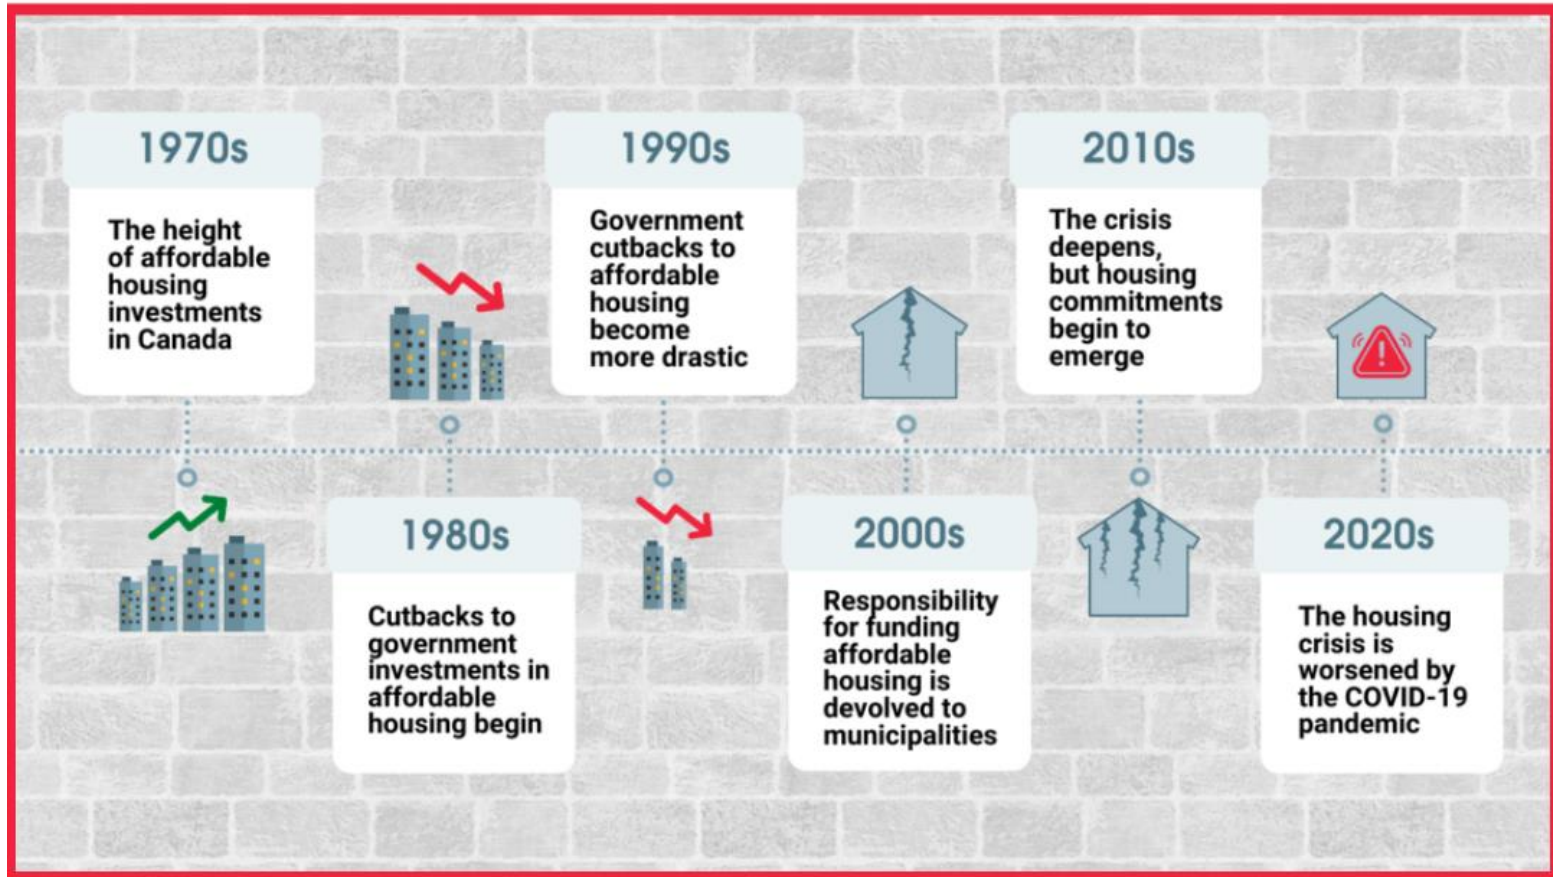 1970s
The height
of affordable
housing
investments
in Canada
1980s
Cutbacks to
government
investments in
affordable
housing begin
1990s
Government
cutbacks to
affordable
housing
become
more drastic
2000s
Responsibility
for funding
affordable
housing is
devolved to
municipalities
2010s
The crisis
deepens,
but housing
commitments
begin to
emerge
2020s
The housing
crisis is
worsened by
the COVID-19
pandemic